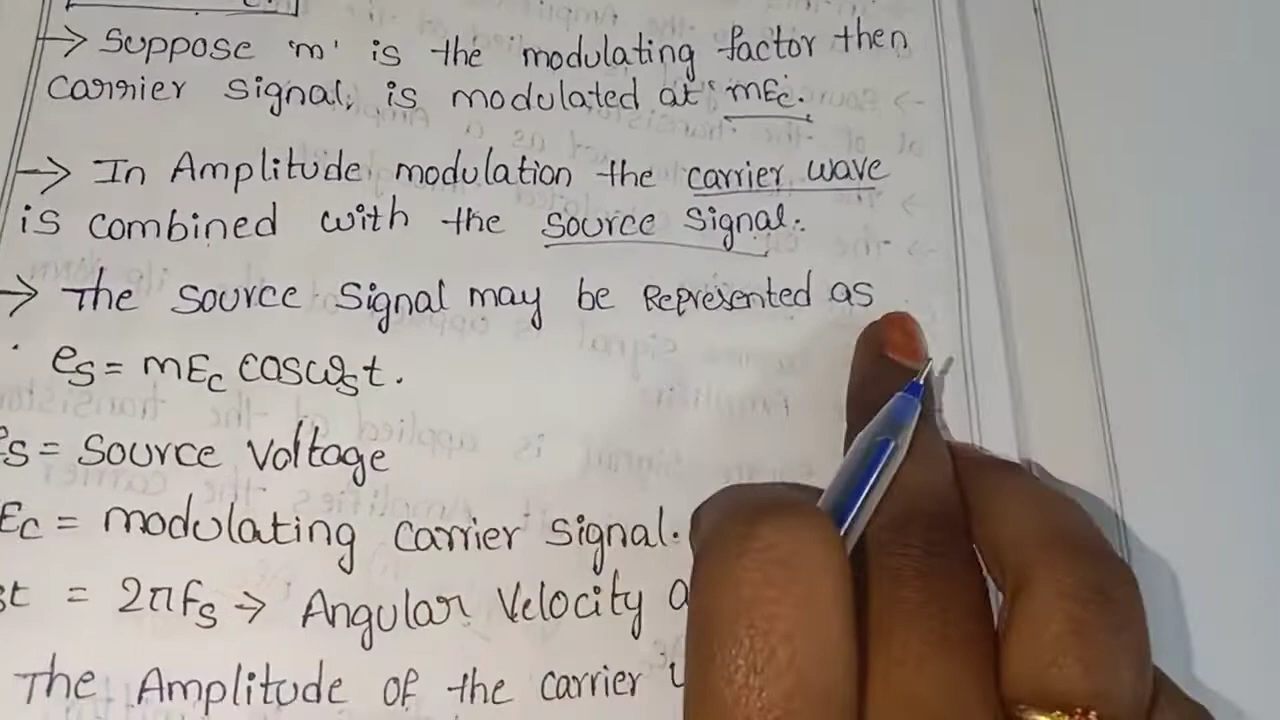 → Suppose 'm' is the modulating factor then
carrier signal, is modulated at mEc.
→ In Amplitude modulation the carrier wave
is combined with the source signal.
→ The source signal may be Represented as
es = mEc cosωst.
es = Source Voltage
Ec = modulating carrier signal.
st = 2πfs → Angular Velocity
The Amplitude of the carrier